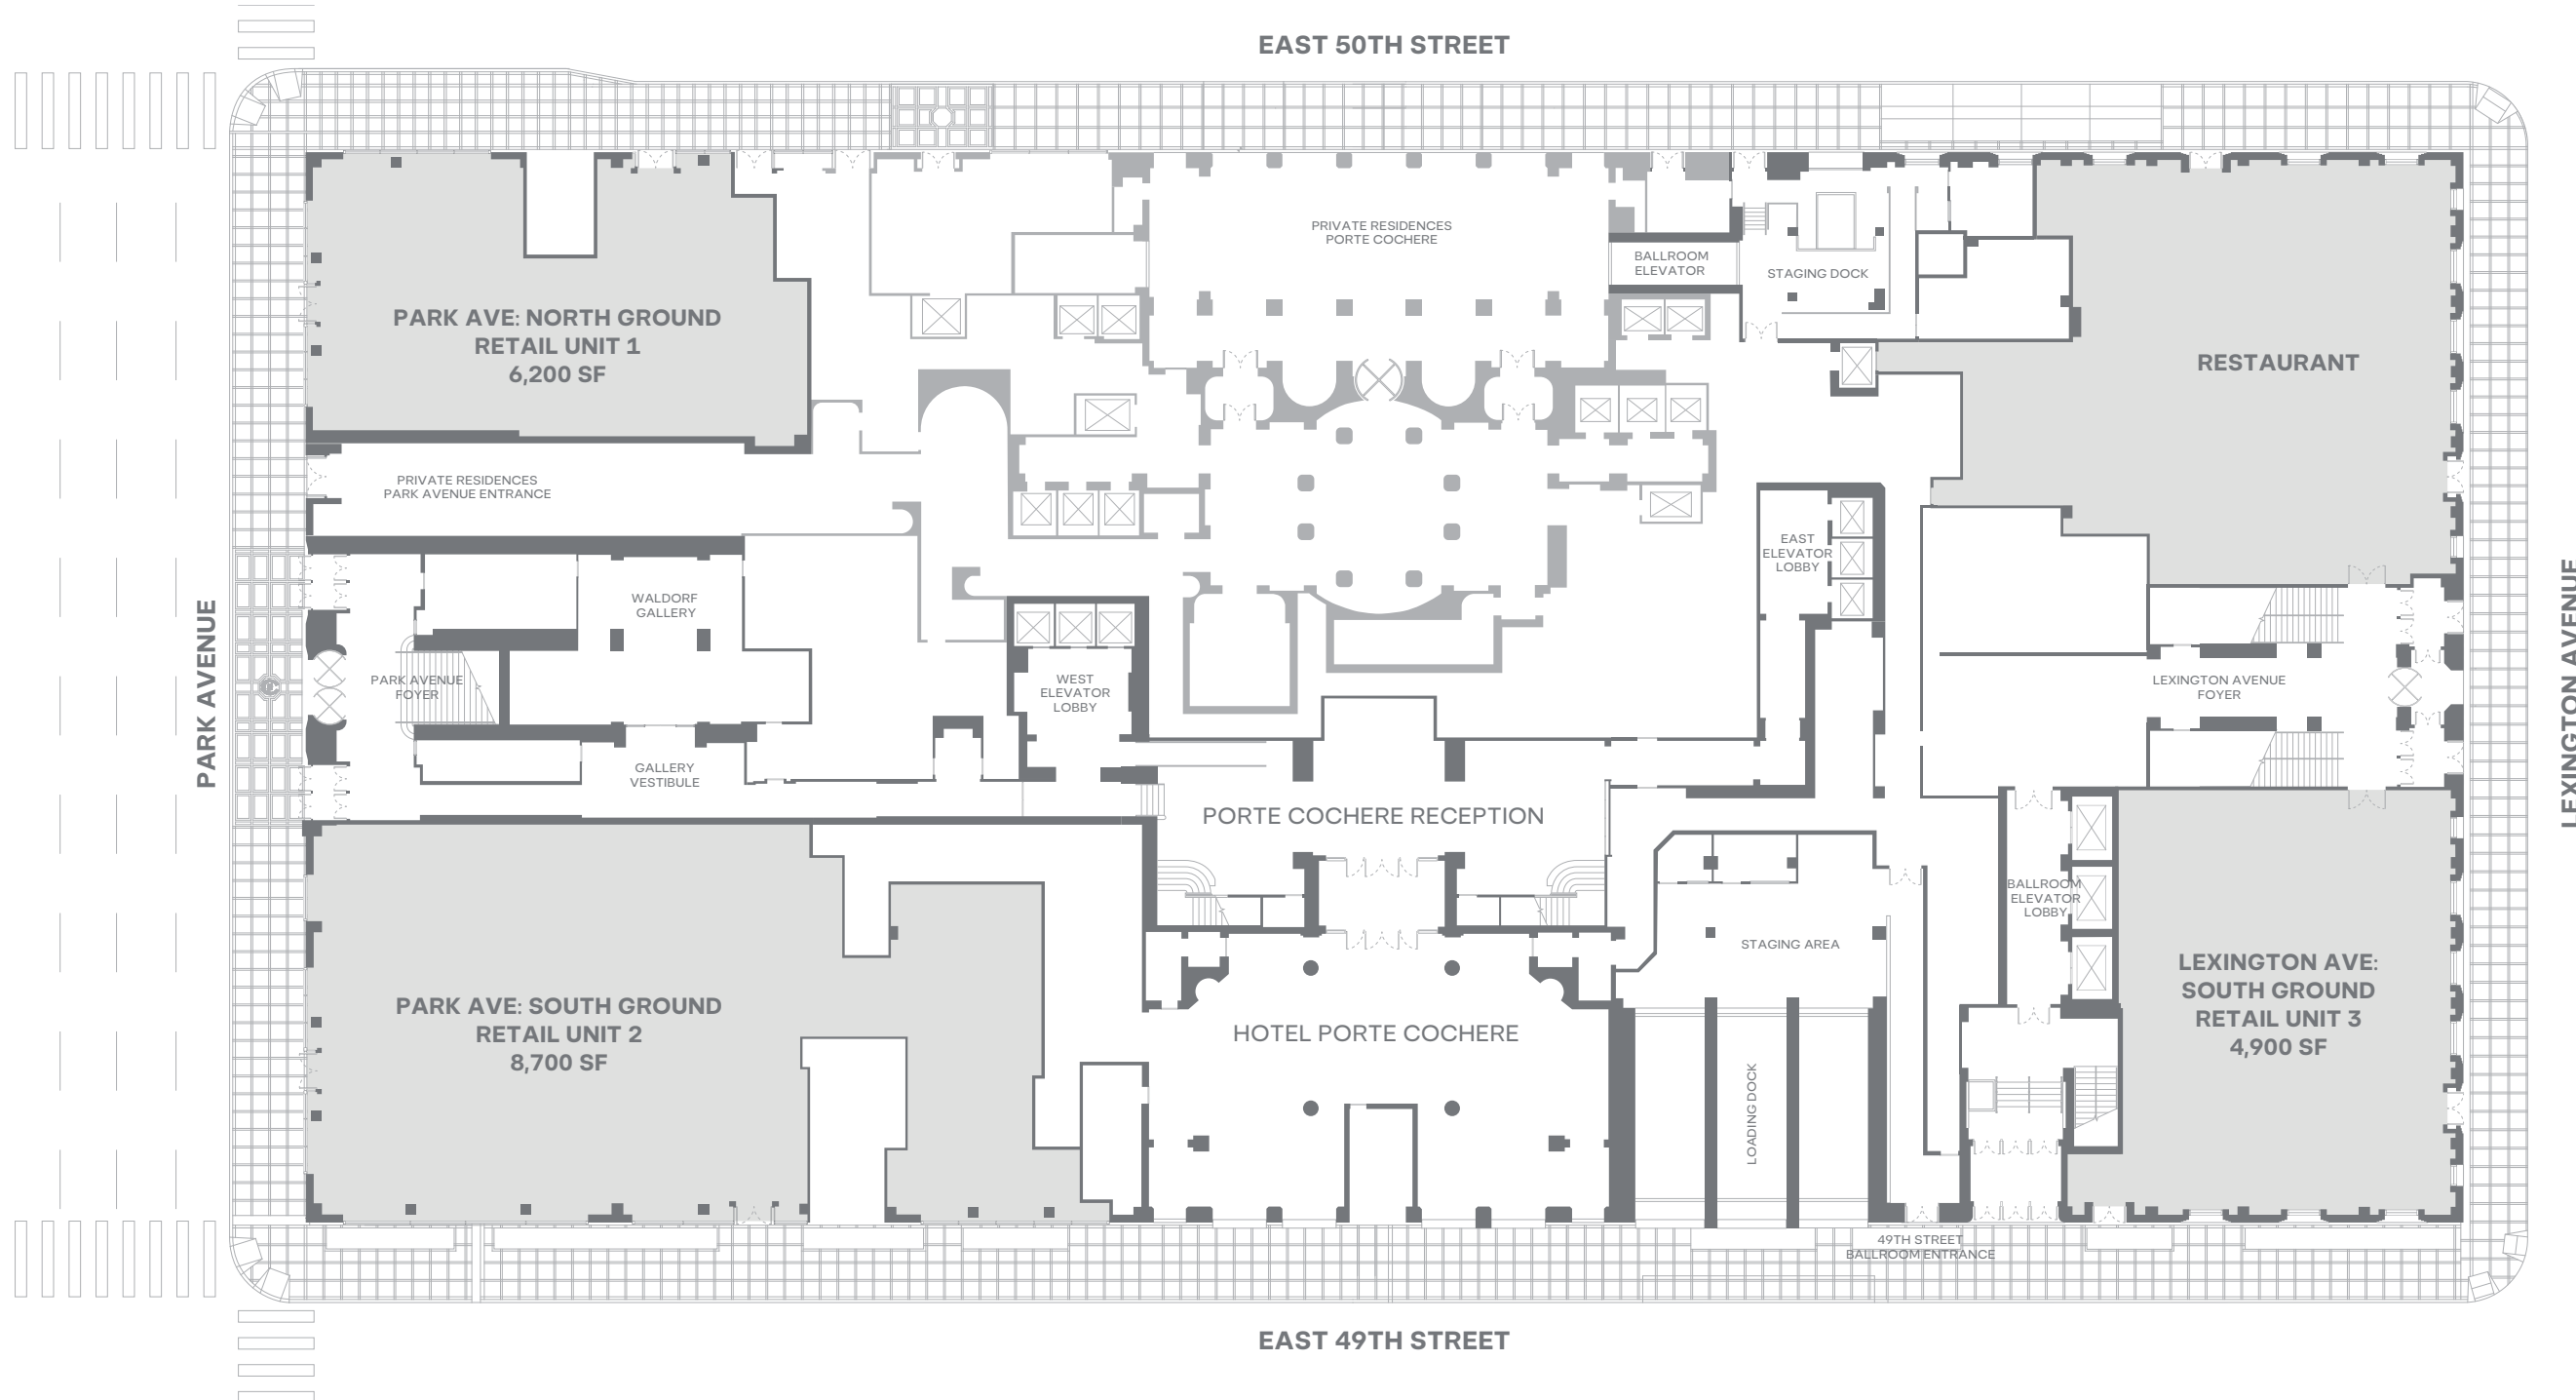 EAST 50TH STREET
PRIVATE RESIDENCES
PORTE COCHERE
BALLROOM
ELEVATOR
STAGING DOCK
PARK AVE: NORTH GROUND
RETAIL UNIT 1
6,200 SF
RESTAURANT
PRIVATE RESIDENCES
PARK AVENUE ENTRANCE
EAST
ELEVATOR
LOBBY
WALDORF
GALLERY
PARK AVENUE
PARK AVENUE
FOYER
WEST
ELEVATOR
LOBBY
LEXINGTON AVENUE
FOYER
LEXINGTON AVENUE
GALLERY
VESTIBULE
PORTE COCHERE RECEPTION
BALLROOM
ELEVATOR
LOBBY
STAGING AREA
LEXINGTON AVE:
SOUTH GROUND
RETAIL UNIT 3
4,900 SF
PARK AVE: SOUTH GROUND
RETAIL UNIT 2
8,700 SF
HOTEL PORTE COCHERE
LOADING DOCK
49TH STREET
BALLROOM ENTRANCE
EAST 49TH STREET